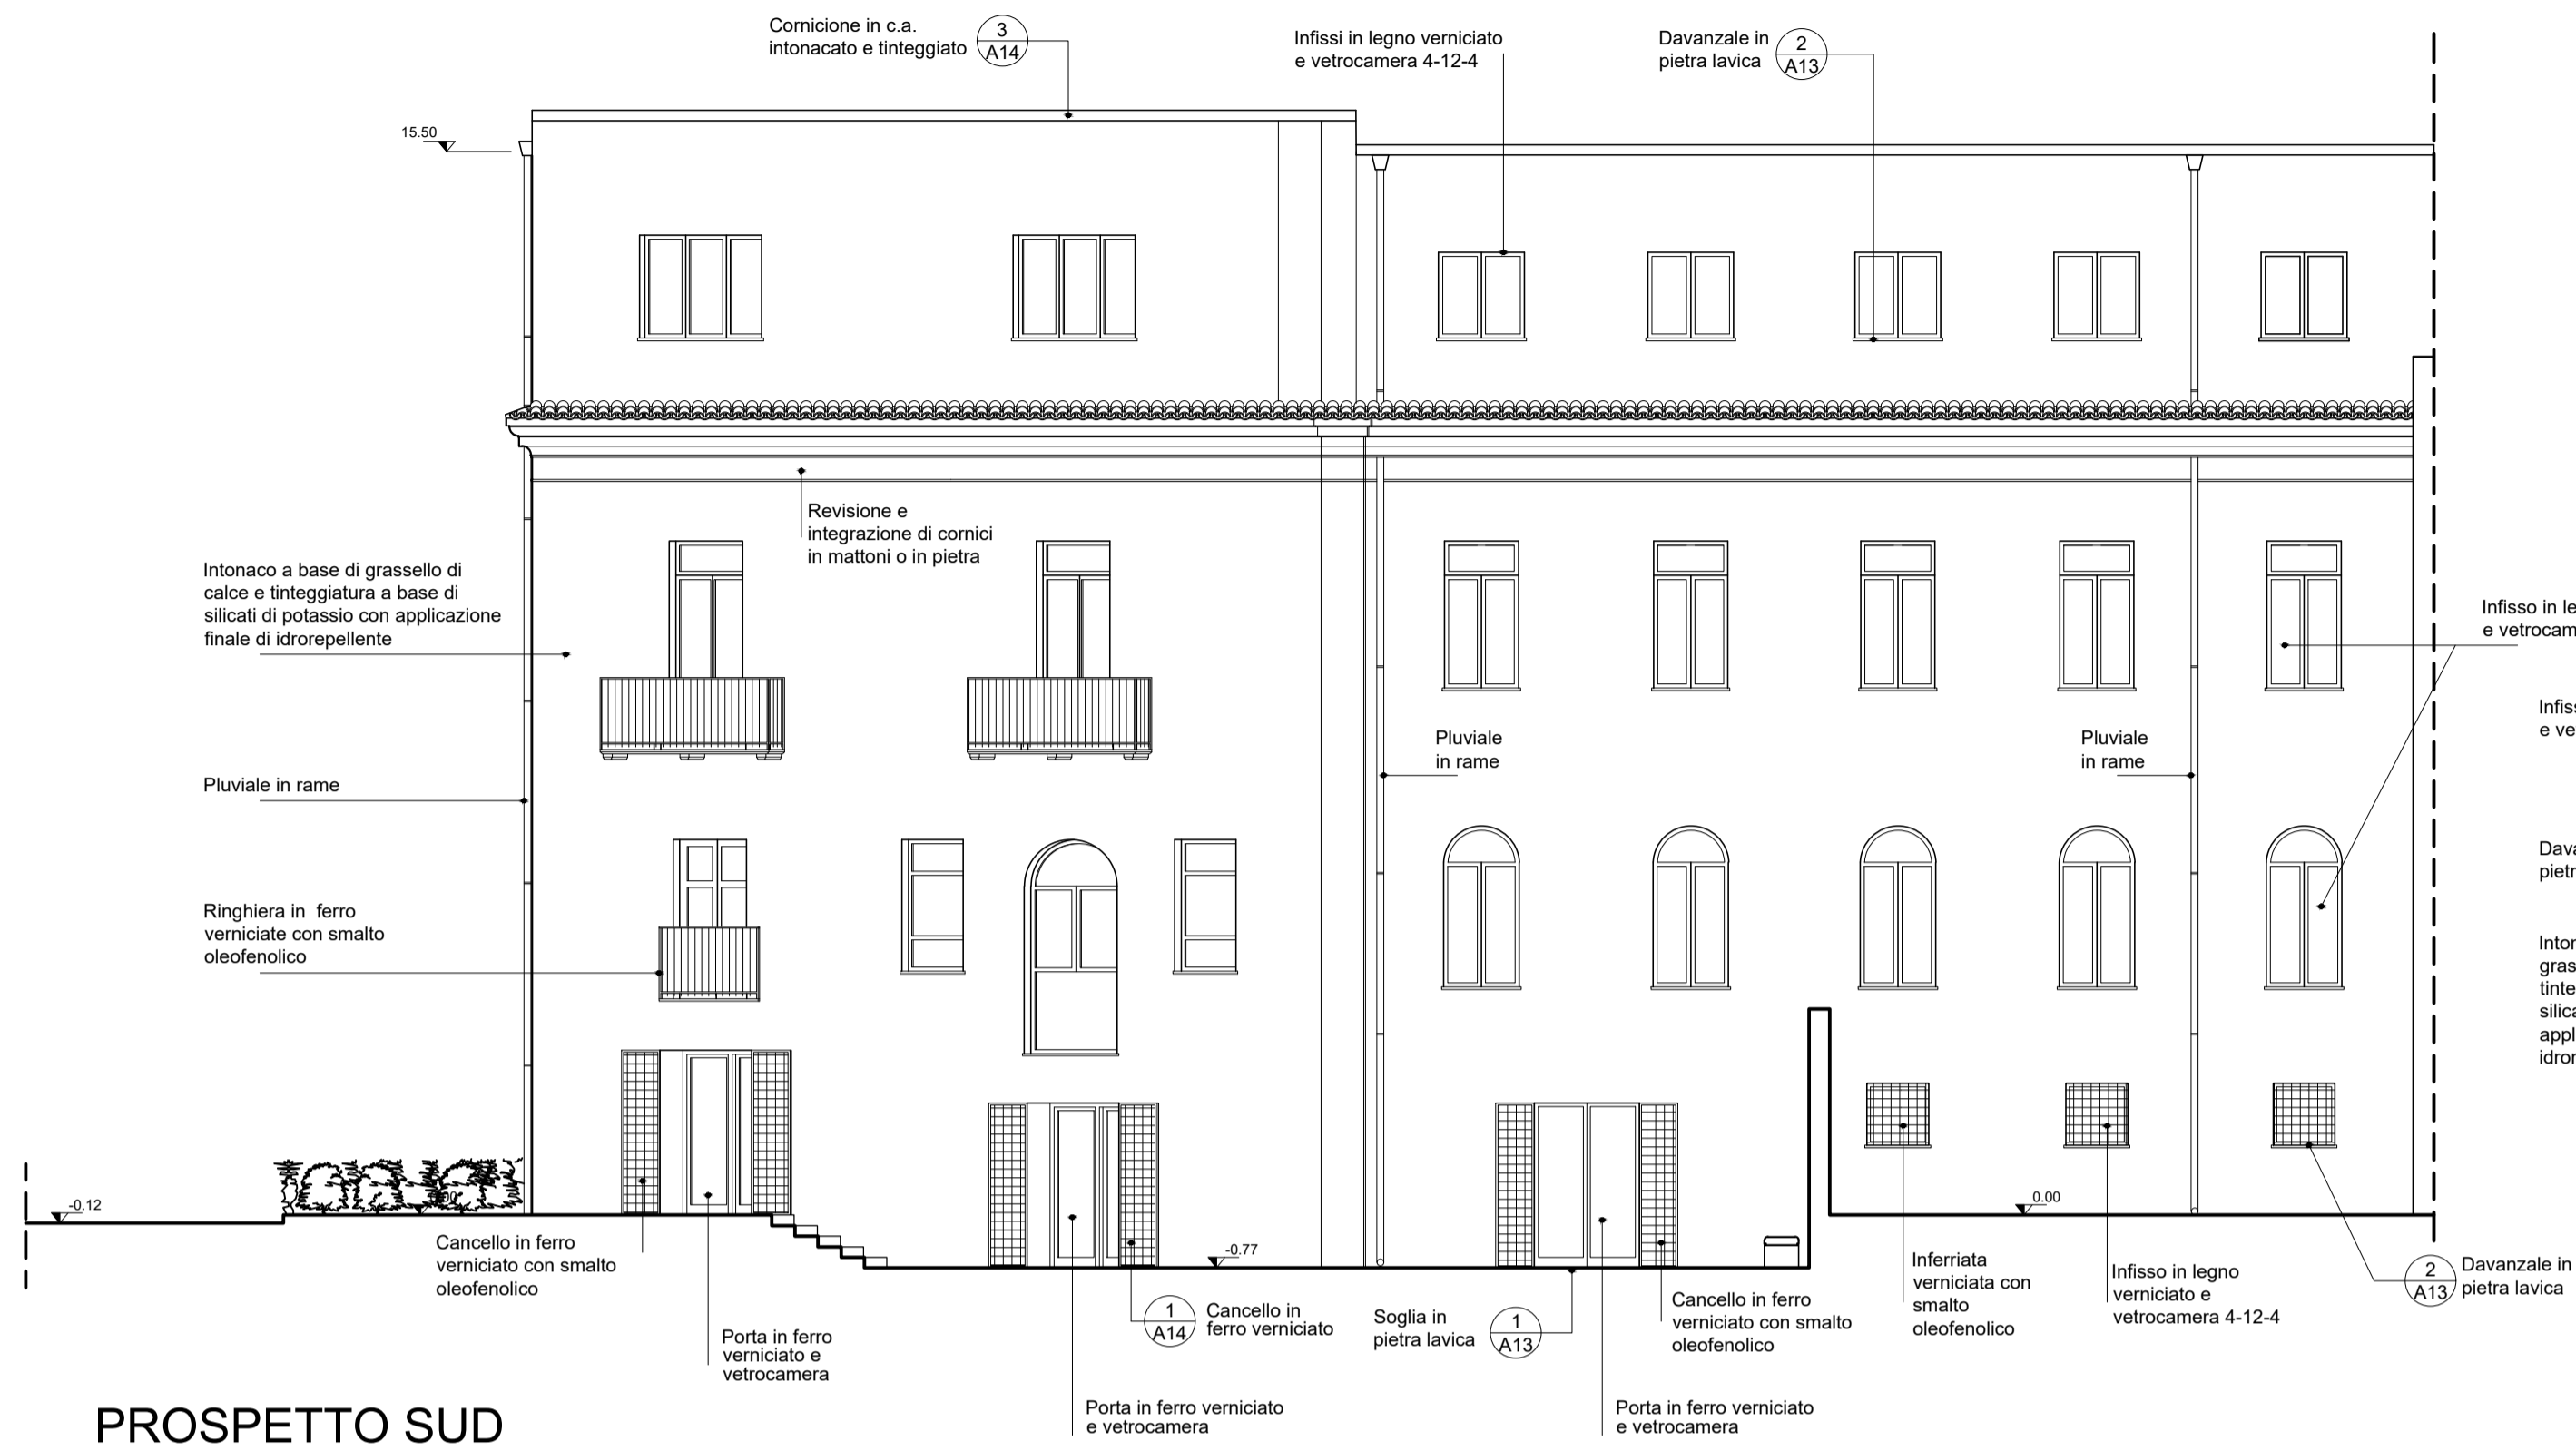 Cornicione in c.a.
intonacato e tinteggiato
3
A14
Infissi in legno verniciato
e vetrocamera 4-12-4
Davanzale in
pietra lavica
2
A13
15.50
Revisione e
integrazione di cornici
in mattoni o in pietra
Intonaco a base di grassello di
calce e tinteggiatura a base di
silicati di potassio con applicazione
finale di idrorepellente
Infisso in
e
Pluviale
in rame
Pluviale
in rame
e
Pluviale in rame
Ringhiera in ferro
verniciate con smalto
oleofenolico
-0.12
0.00
-0.77
Cancello in ferro
verniciato con smalto
oleofenolico
Porta in ferro
verniciato e
vetrocamera
1
A14
Cancello in
ferro verniciato
Soglia in
pietra lavica
1
A13
Cancello in ferro
verniciato con smalto
oleofenolico
Inferriata
verniciata con
smalto
oleofenolico
Infisso in legno
verniciato e
vetrocamera 4-12-4
2
A13
Davanzale in
pietra lavica
Porta in ferro verniciato
e vetrocamera
Porta in ferro verniciato
e vetrocamera
PROSPETTO SUD